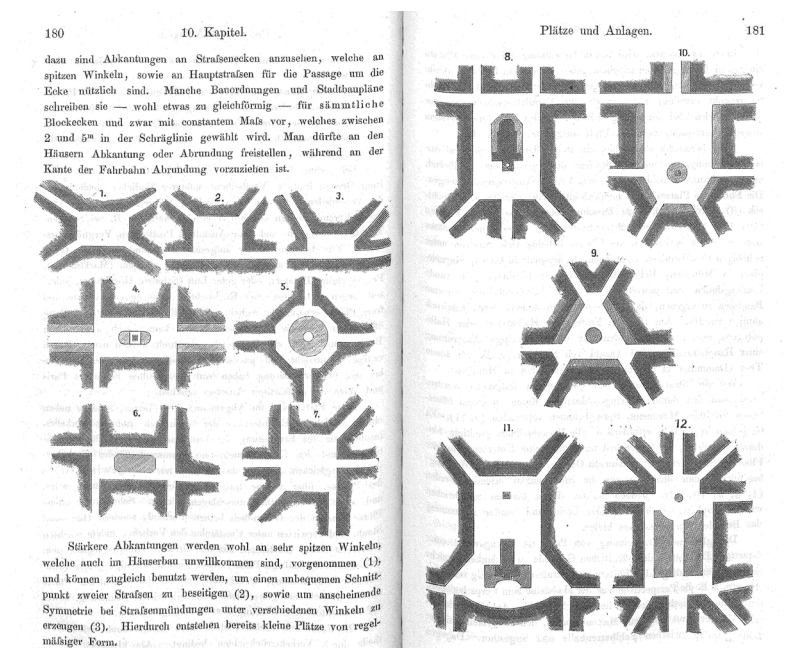 180
10. Kapitel.
dazu sind Abkantungen an Straſsenecken anzusehen, welche an
spitzen Winkeln, sowie an Hauptstraſsen für die Passage um die
Ecke nützlich sind. Manche Bauordnungen und Stadtbaupläne
schreiben sie — wohl etwas zu gleichförmig — für sämmtliche
Blockecken und zwar mit constantem Maſs vor, welches zwischen
2 und 5ᵐ in der Schräglinie gewählt wird. Man dürfte an den
Häusern Abkantung oder Abrundung freistellen, während an der
Kante der Fahrbahn Abrundung vorzuziehen ist.
1.
2.
3.
4.
5.
6.
7.
Stärkere Abkantungen werden wohl an sehr spitzen Winkeln,
welche auch im Häuserbau unwillkommen sind, vorgenommen (1),
und können zugleich benutzt werden, um einen unbequemen Schnitt-
punkt zweier Straſsen zu beseitigen (2), sowie um anscheinende
Symmetrie bei Straſsenmündungen unter verschiedenen Winkeln zu
erzeugen (3). Hierdurch entstehen bereits kleine Plätze von regel-
mäſsiger Form.
Plätze und Anlagen.
181
8.
10.
9.
11.
12.